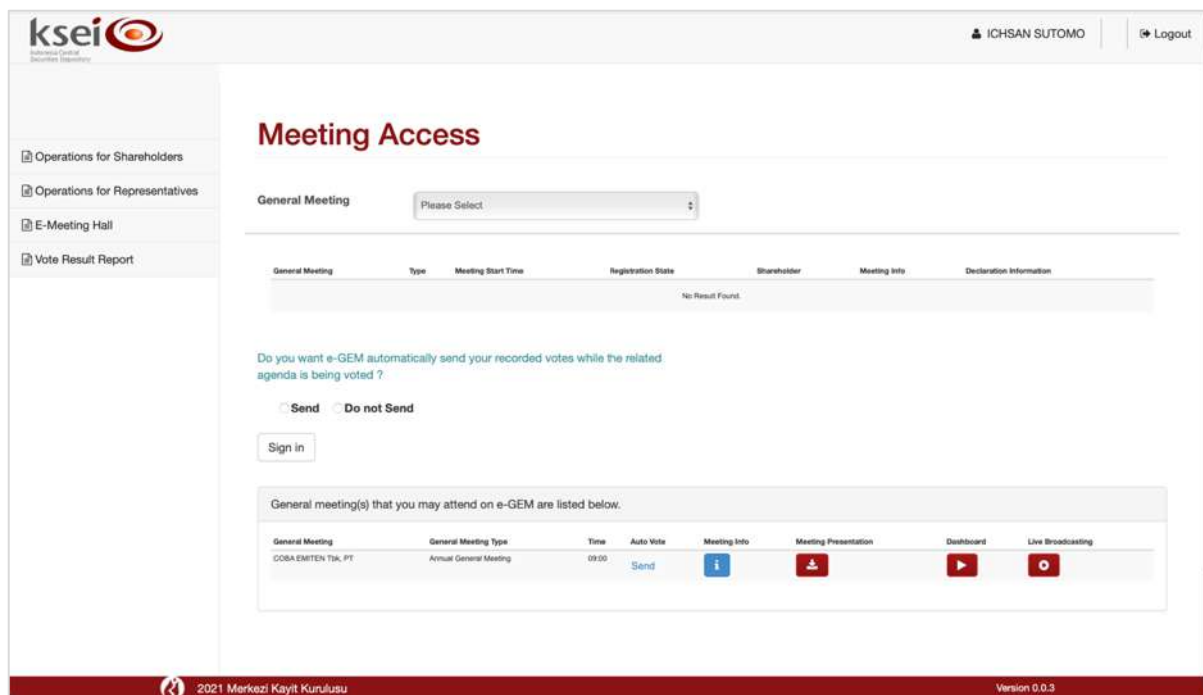 ksei
Indonesia Central
Securities Depository
ICHSAN SUTOMO
Logout
Operations for Shareholders
Operations for Representatives
E-Meeting Hall
Vote Result Report
Meeting Access
General Meeting
Please Select
General Meeting Type Meeting Start Time Registration State Shareholder Meeting Info Declaration Information
No Result Found.
Do you want e-GEM automatically send your recorded votes while the related
agenda is being voted ?
Send Do not Send
Sign in
General meeting(s) that you may attend on e-GEM are listed below.
General Meeting General Meeting Type Time Auto Vote Meeting Info Meeting Presentation Dashboard Live Broadcasting
COBA EMITEN Tbk, PT Annual General Meeting 09:00 Send
2021 Merkezi Kayit Kurulusu
Version 0.0.3